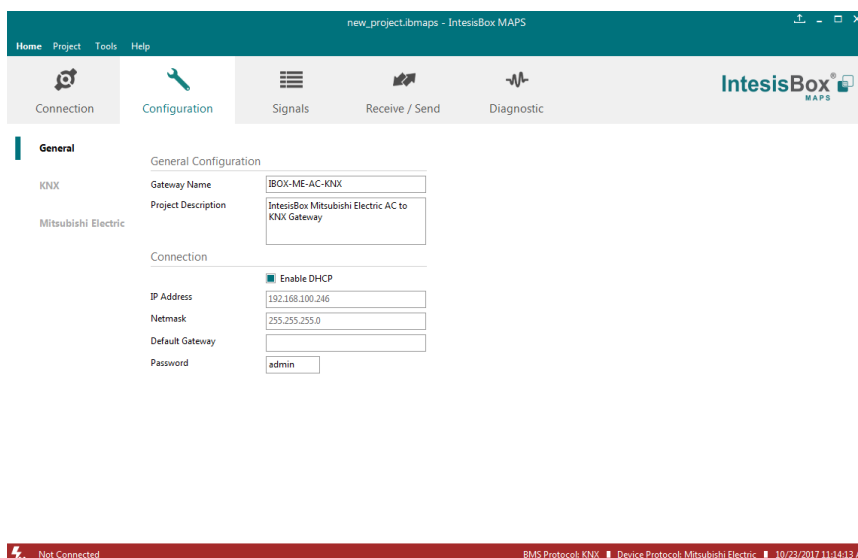 new_project.ibmaps - IntesisBox MAPS
Home Project Tools Help
Connection Configuration Signals Receive / Send Diagnostic
IntesisBox® MAPS
General
KNX
Mitsubishi Electric
General Configuration
Gateway Name IBOX-ME-AC-KNX
Project Description IntesisBox Mitsubishi Electric AC to
KNX Gateway
Connection
Enable DHCP
IP Address 192.168.100.246
Netmask 255.255.255.0
Default Gateway
Password admin
Not Connected BMS Protocol: KNX Device Protocol: Mitsubishi Electric 10/23/2017 11:14:13